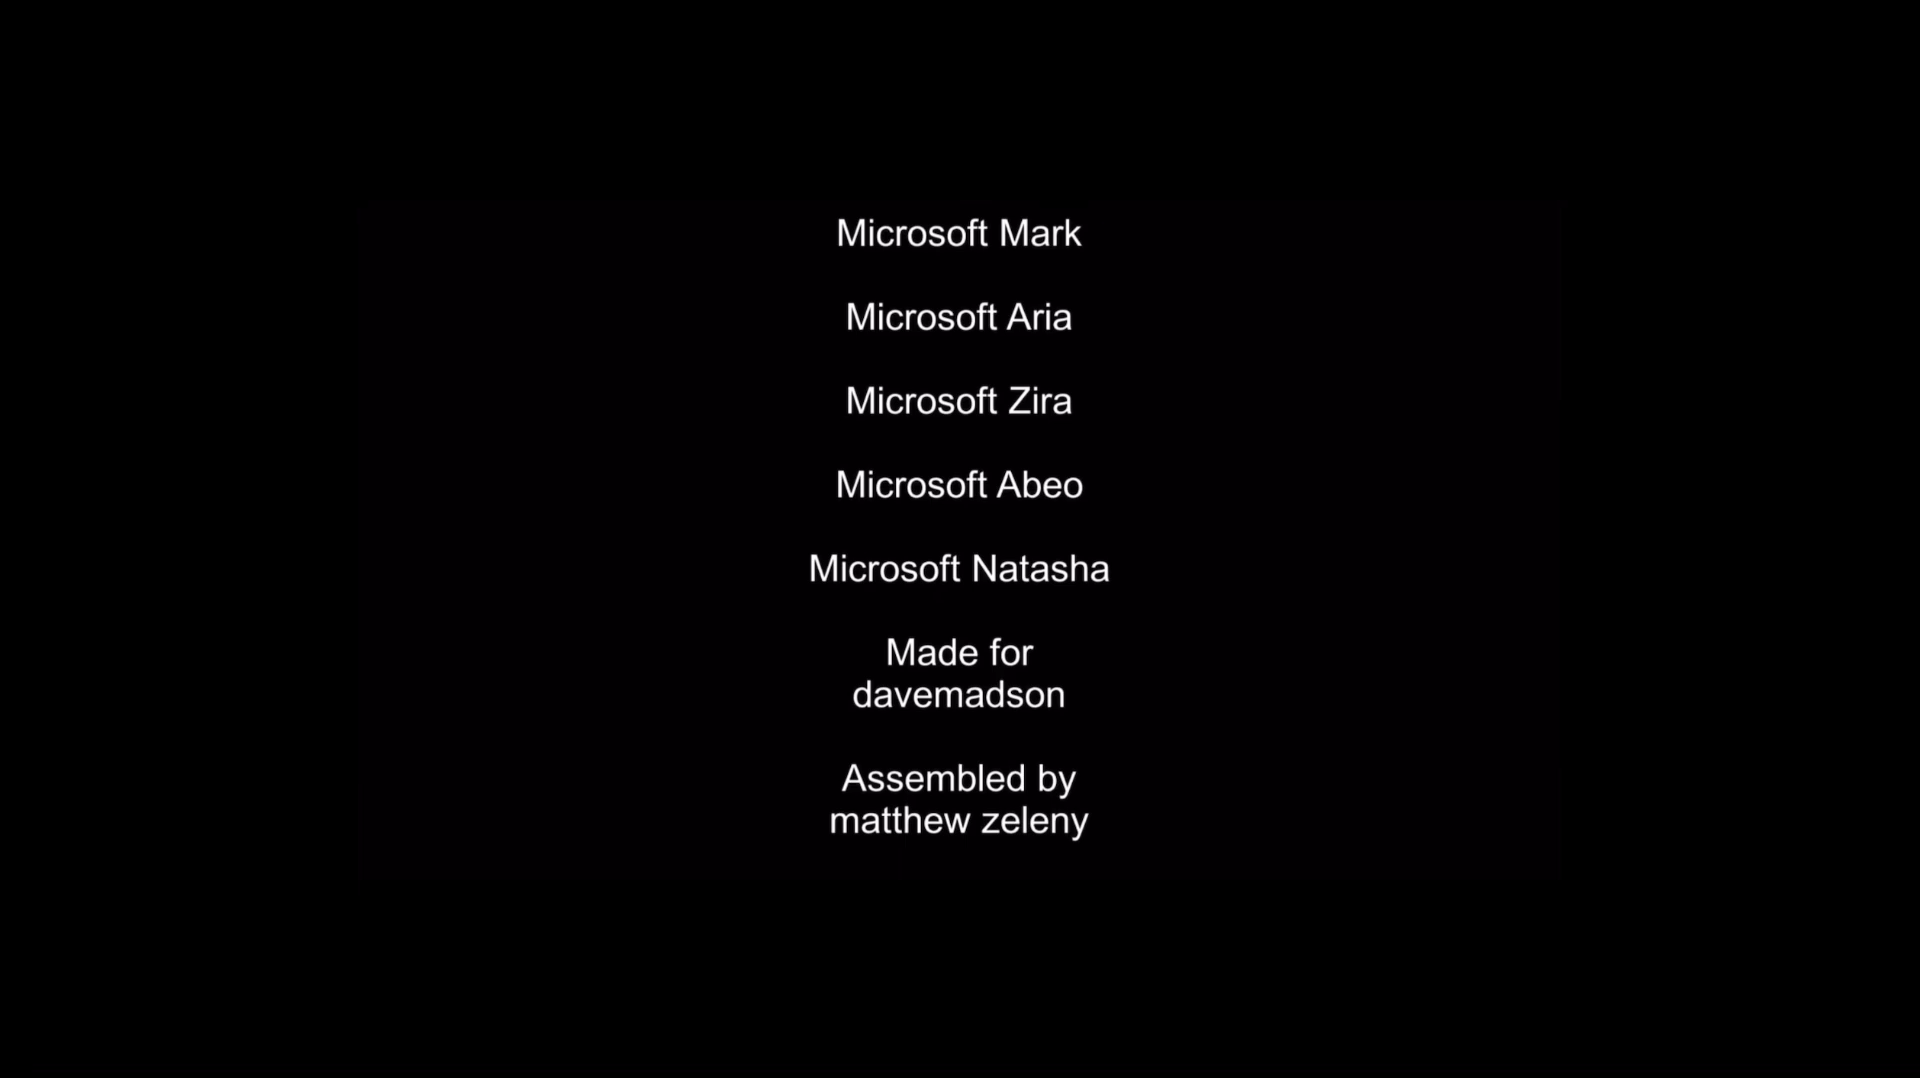 Microsoft Mark
Microsoft Aria
Microsoft Zira
Microsoft Abeo
Microsoft Natasha
Made for
davemadson
Assembled by
matthew zeleny